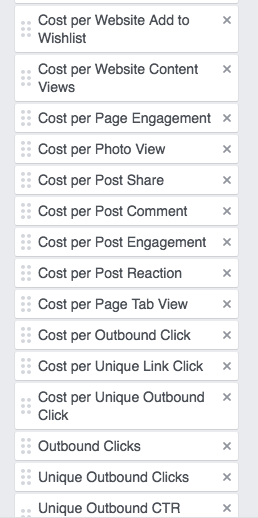 Cost per Website Add to
Wishlist
Cost per Website Content
Views
Cost per Page Engagement
Cost per Photo View
Cost per Post Share
Cost per Post Comment
Cost per Post Engagement
Cost per Post Reaction
Cost per Page Tab View
Cost per Outbound Click
Cost per Unique Link Click
Cost per Unique Outbound
Click
Outbound Clicks
Unique Outbound Clicks
Unique Outbound CTR